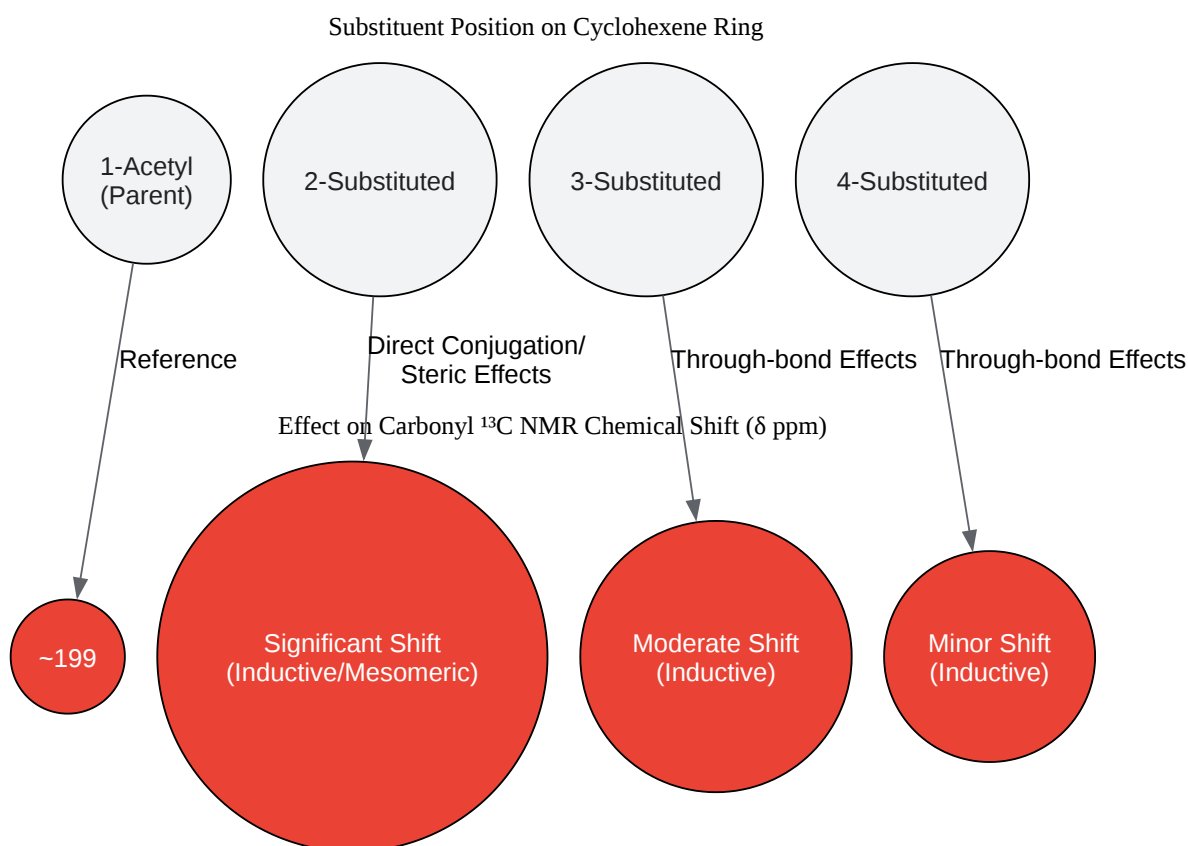 Substituent Position on Cyclohexene Ring
1-Acetyl
(Parent)
2-Substituted
3-Substituted
4-Substituted
Reference
Direct Conjugation/
Steric Effects
Through-bond Effects
Through-bond Effects
Effect on Carbonyl ¹³C NMR Chemical Shift (δ ppm)
~199
Significant Shift
(Inductive/Mesomeric)
Moderate Shift
(Inductive)
Minor Shift
(Inductive)